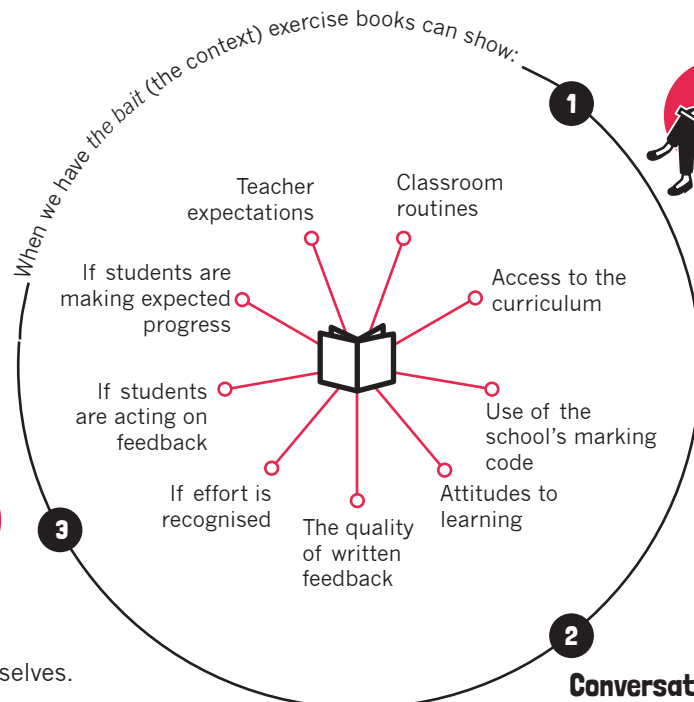 When we have the bait (the context) exercise books can show:
1
Teacher
expectations
Classroom
routines
If students are
making expected
progress
Access to the
curriculum
If students
are acting on
feedback
Use of the
school's marking
code
If effort is
recognised
The quality
of written
feedback
Attitudes to
learning
3
2
selves.
Conversat